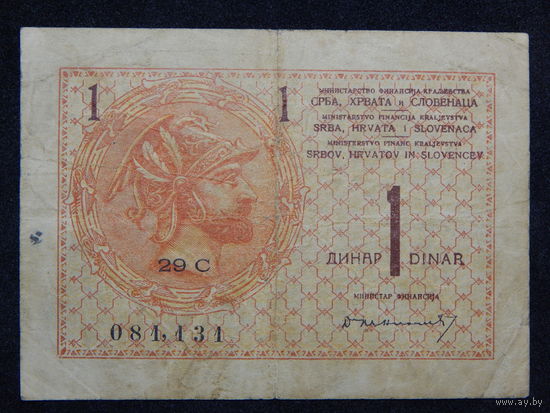 1 1
МИНИСТАРСТВО ФИНАНСИЈА КРАЉЕВСТВА
СРБА, ХРВАТА и СЛОВЕНАЦА
MINISTARSTVO FINANCIJA KRALJEVSTVA
SRBA, HRVATA I SLOVENACA
MINISTERSTVO FINANC KRALJEVSTVA
SRBOV, HRVATOV IN SLOVENCEV
ДИНАР 1 DINAR
29 C
МИНИСТАР ФИНАНСИЈА
081,131
www.ay.by